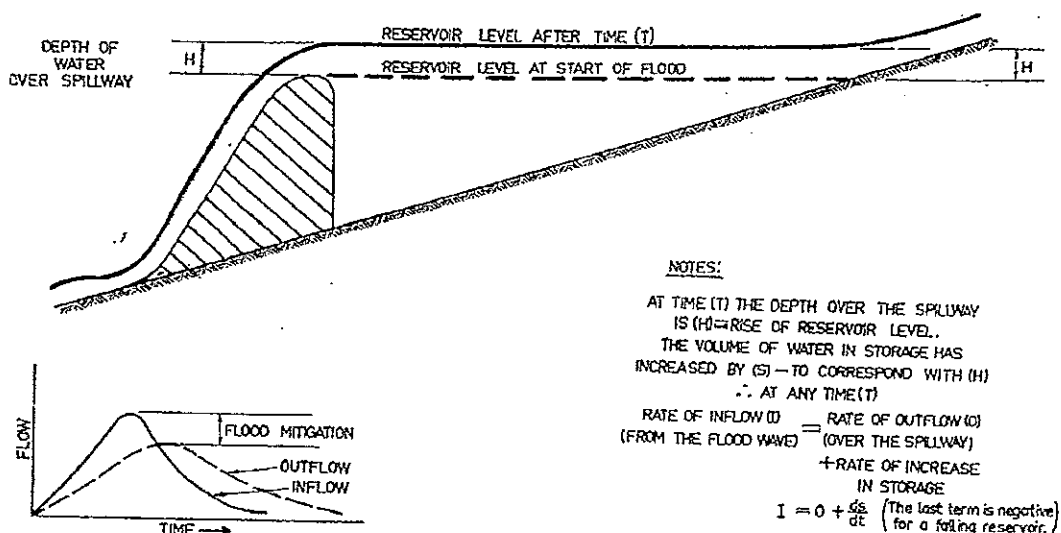 RESERVOIR LEVEL AFTER TIME (T)
DEPTH OF
WATER
OVER SPILLWAY
H
RESERVOIR LEVEL AT START OF FLOOD
H
NOTES:
AT TIME (T) THE DEPTH OVER THE SPILLWAY
IS (H)=RISE OF RESERVOIR LEVEL..
THE VOLUME OF WATER IN STORAGE HAS
INCREASED BY (S) — TO CORRESPOND WITH (H)
∴ AT ANY TIME (T)
RATE OF INFLOW (I) = RATE OF OUTFLOW (O)
(FROM THE FLOOD WAVE) (OVER THE SPILLWAY)
+RATE OF INCREASE
IN STORAGE
I = O + ds/dt (The last term is negative
for a falling reservoir.)
FLOW
FLOOD MITIGATION
OUTFLOW
INFLOW
TIME →